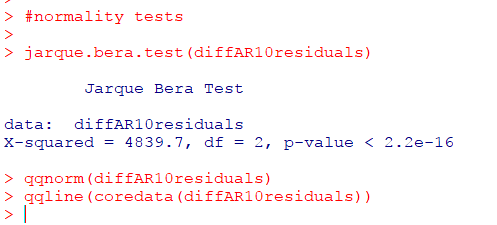 > #normality tests
>
> jarque.bera.test(diffAR10residuals)
Jarque Bera Test
data:  diffAR10residuals
X-squared = 4839.7, df = 2, p-value < 2.2e-16
> qqnorm(diffAR10residuals)
> qqline(coredata(diffAR10residuals))
>